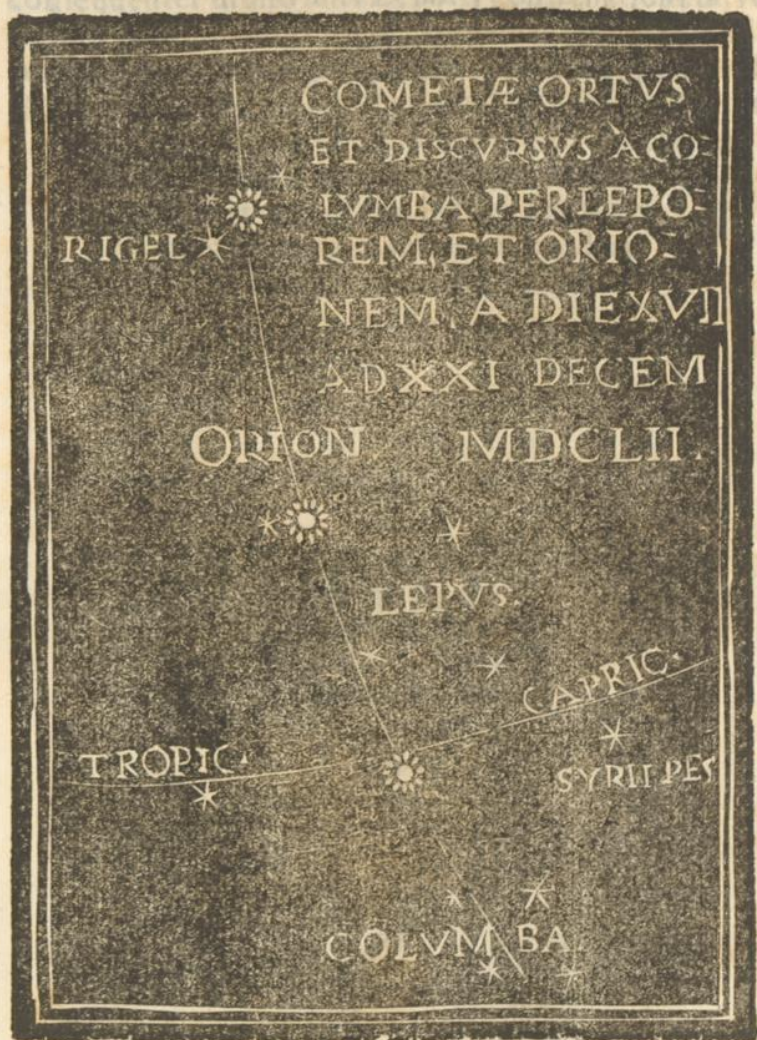 COMETÆ ORTVS
ET DISCVRSVS A CO-
LVMBA PER LEPO-
RIGEL
REM, ET ORIO-
NEM, A DIE XVII
AD XXI DECEM
ORION MDCLII.
LEPVS.
CAPRIC.
TROPIC.
SYRII PES
COLVMBA